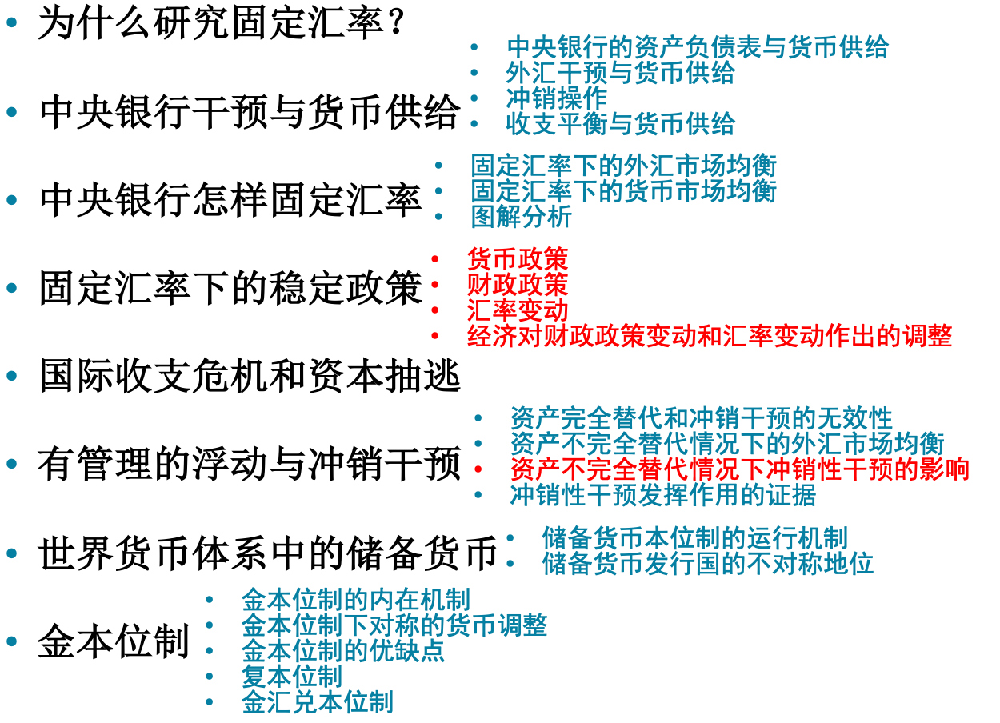 • 为什么研究固定汇率？
• 中央银行干预与货币供给
• 中央银行的资产负债表与货币供给
• 外汇干预与货币供给
• 冲销操作
• 收支平衡与货币供给
• 中央银行怎样固定汇率
• 固定汇率下的外汇市场均衡
• 固定汇率下的货币市场均衡
• 图解分析
• 固定汇率下的稳定政策
• 货币政策
• 财政政策
• 汇率变动
• 经济对财政政策变动和汇率变动作出的调整
• 国际收支危机和资本抽逃
• 有管理的浮动与冲销干预
• 资产完全替代和冲销干预的无效性
• 资产不完全替代情况下的外汇市场均衡
• 资产不完全替代情况下冲销性干预的影响
• 冲销性干预发挥作用的证据
• 世界货币体系中的储备货币
• 储备货币本位制的运行机制
• 储备货币发行国的不对称地位
• 金本位制
• 金本位制的内在机制
• 金本位制下对称的货币调整
• 金本位制的优缺点
• 复本位制
• 金汇兑本位制